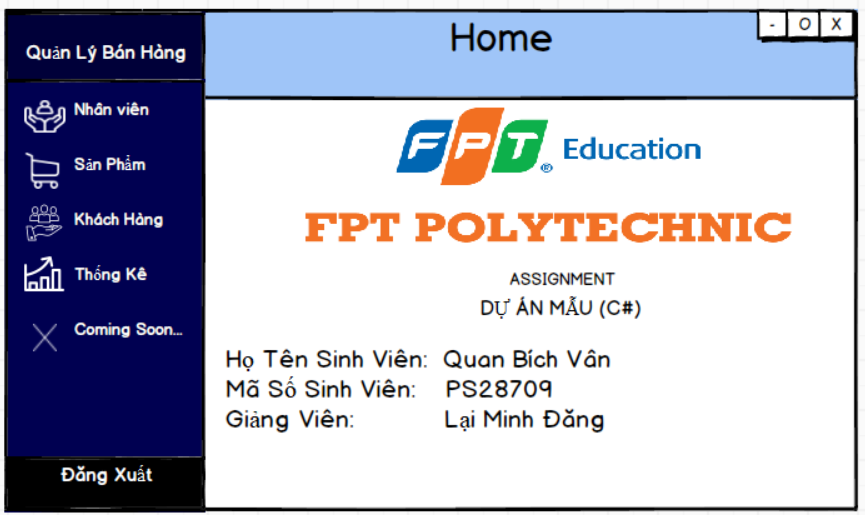 Quản Lý Bán Hàng
Nhân viên
Sản Phẩm
Khách Hàng
Thống Kê
Coming Soon...
Đăng Xuất
Home
- O X
FPT® Education
FPT POLYTECHNIC
ASSIGNMENT
DỰ ÁN MẪU (C#)
Họ Tên Sinh Viên: Quan Bích Vân
Mã Số Sinh Viên: PS28709
Giảng Viên: Lại Minh Đăng